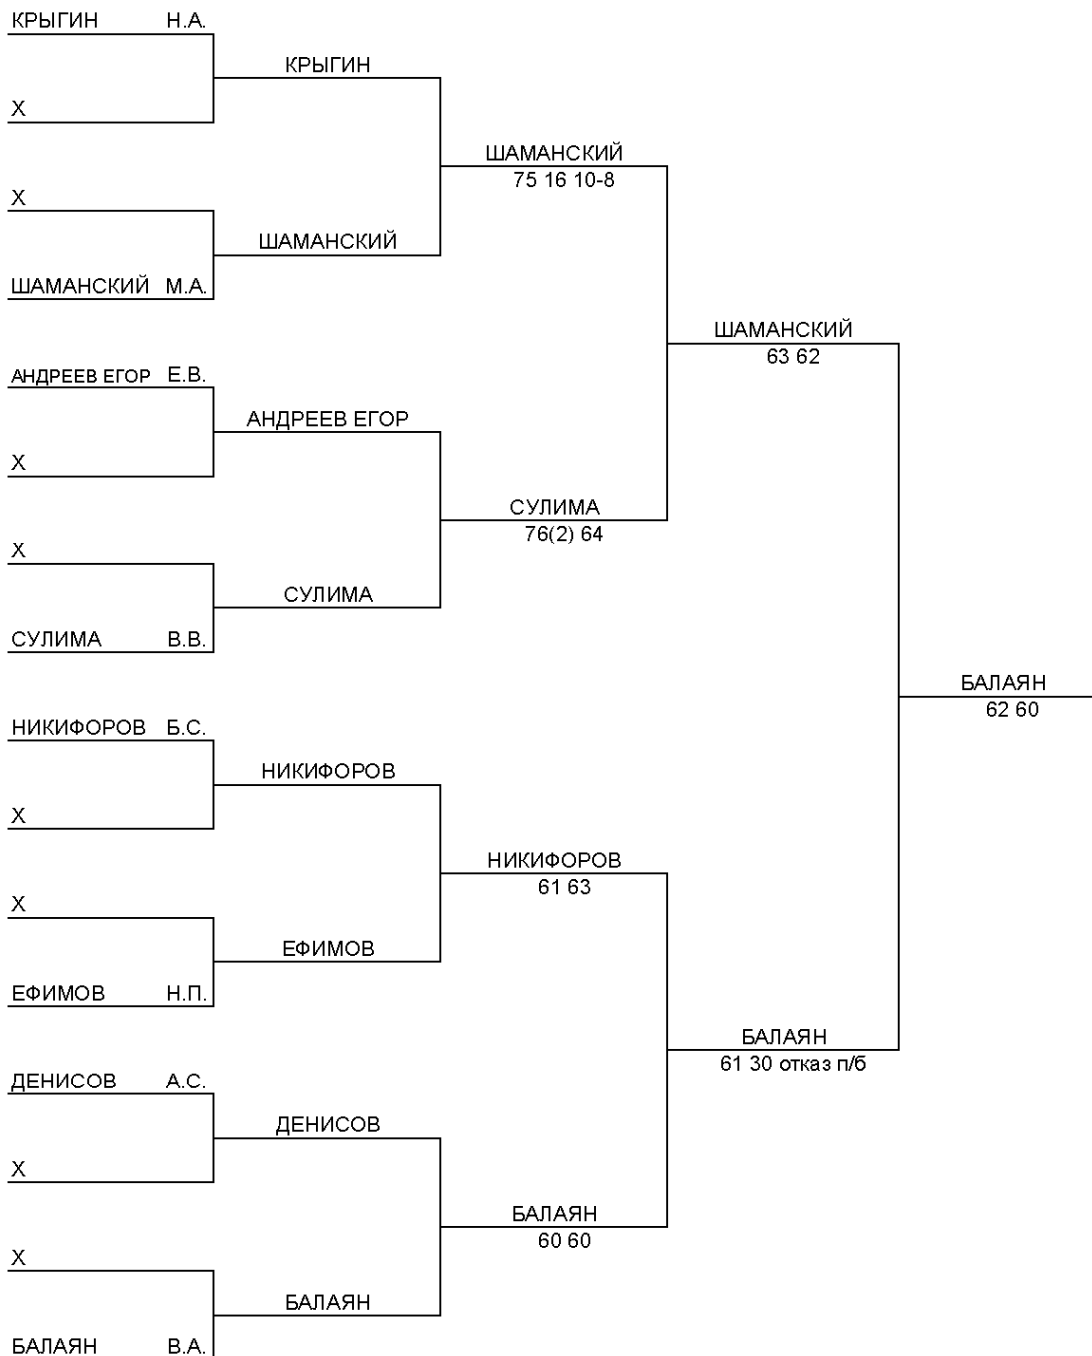 КРЫГИН Н.А.
КРЫГИН
X
ШАМАНСКИЙ
75 16 10-8
X
ШАМАНСКИЙ
ШАМАНСКИЙ М.А.
ШАМАНСКИЙ
63 62
АНДРЕЕВ ЕГОР Е.В.
АНДРЕЕВ ЕГОР
X
СУЛИМА
76(2) 64
X
СУЛИМА
СУЛИМА В.В.
БАЛАЯН
62 60
НИКИФОРОВ Б.С.
НИКИФОРОВ
X
НИКИФОРОВ
61 63
X
ЕФИМОВ
ЕФИМОВ Н.П.
БАЛАЯН
61 30 отказ п/б
ДЕНИСОВ А.С.
ДЕНИСОВ
X
БАЛАЯН
60 60
X
БАЛАЯН
БАЛАЯН В.А.